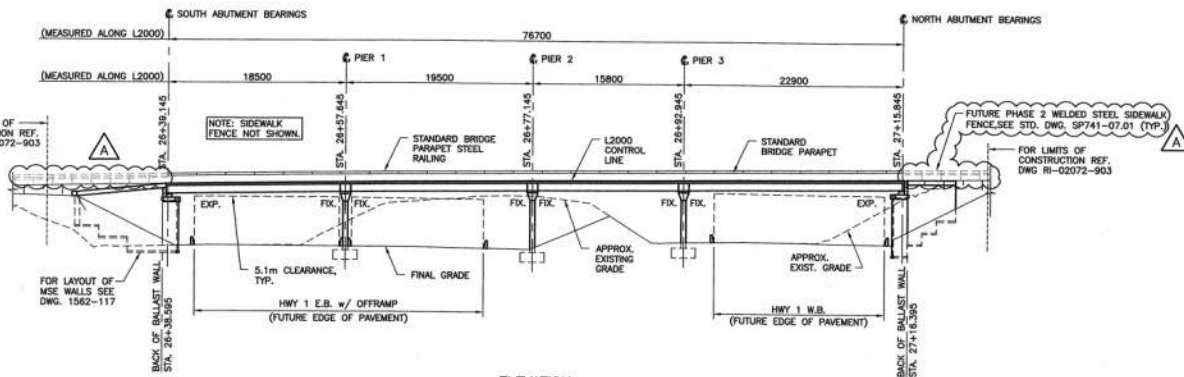 ℄ SOUTH ABUTMENT BEARINGS
℄ NORTH ABUTMENT BEARINGS
(MEASURED ALONG L2000)
76700
℄ PIER 1
℄ PIER 2
℄ PIER 3
(MEASURED ALONG L2000)
18500
19500
15800
22900
STA. 26+39.145
STA. 26+57.645
STA. 26+77.145
STA. 26+92.945
STA. 27+15.845
OF
ON REF.
072-903
A
NOTE: SIDEWALK
FENCE NOT SHOWN.
STANDARD BRIDGE
PARAPET STEEL
RAILING
L2000
CONTROL
LINE
STANDARD
BRIDGE PARAPET
FUTURE PHASE 2 WELDED STEEL SIDEWALK
FENCE,SEE STD. DWG. SP741-07.01 (TYP.)
A
FOR LIMITS OF
CONSTRUCTION REF.
DWG RI-02072-903
EXP.
FIX.
FIX.
FIX.
FIX.
FIX.
FIX.
EXP.
FOR LAYOUT OF
MSE WALLS SEE
DWG. 1562-117
5.1m CLEARANCE,
TYP.
FINAL GRADE
APPROX.
EXISTING
GRADE
APPROX.
EXIST. GRADE
HWY 1 E.B. w/ OFFRAMP
(FUTURE EDGE OF PAVEMENT)
HWY 1 W.B.
(FUTURE EDGE OF PAVEMENT)
BACK OF BALLAST WALL
STA. 26+38.595
BACK OF BALLAST WALL
STA. 27+16.395